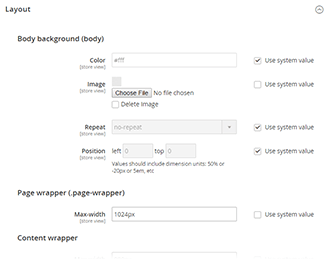 Layout
Body background (body)
Color #fff Use system value
[store view]
Image Use system value
[store view] Choose File No file chosen
Delete Image
Repeat no-repeat Use system value
[store view]
Position left 0 top 0 Use system value
[store view] Values should include dimension units: 50% or
-20px or 5em, etc
Page wrapper (.page-wrapper)
Max-width 1024px Use system value
[store view]
Content wrapper